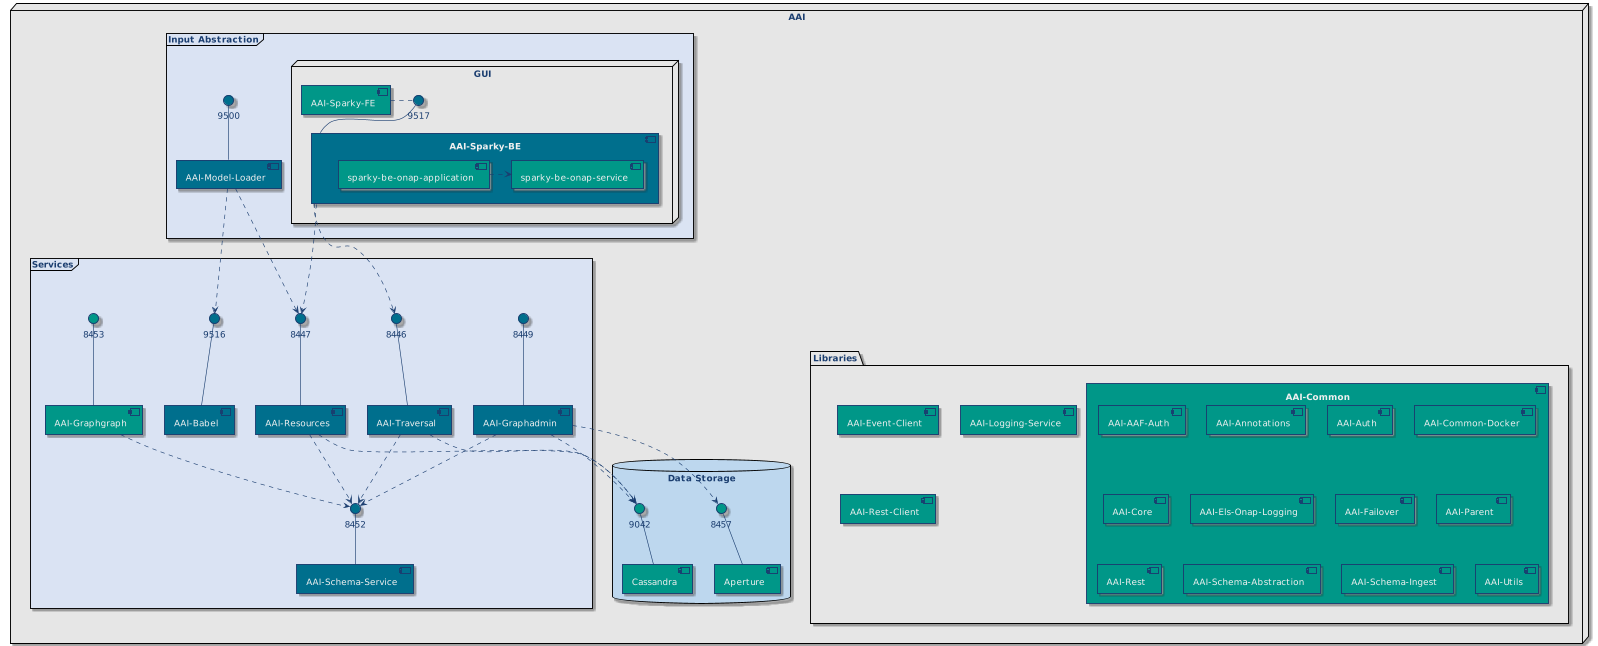 AAI
Input Abstraction
GUI
AAI-Sparky-FE
9500
9517
AAI-Sparky-BE
AAI-Model-Loader
sparky-be-onap-application
sparky-be-onap-service
Services
8453
9516
8447
8446
8449
AAI-Graphgraph
AAI-Babel
AAI-Resources
AAI-Traversal
AAI-Graphadmin
8452
AAI-Schema-Service
Data Storage
9042
8457
Cassandra
Aperture
Libraries
AAI-Event-Client
AAI-Logging-Service
AAI-Rest-Client
AAI-Common
AAI-AAF-Auth
AAI-Annotations
AAI-Auth
AAI-Common-Docker
AAI-Core
AAI-Els-Onap-Logging
AAI-Failover
AAI-Parent
AAI-Rest
AAI-Schema-Abstraction
AAI-Schema-Ingest
AAI-Utils